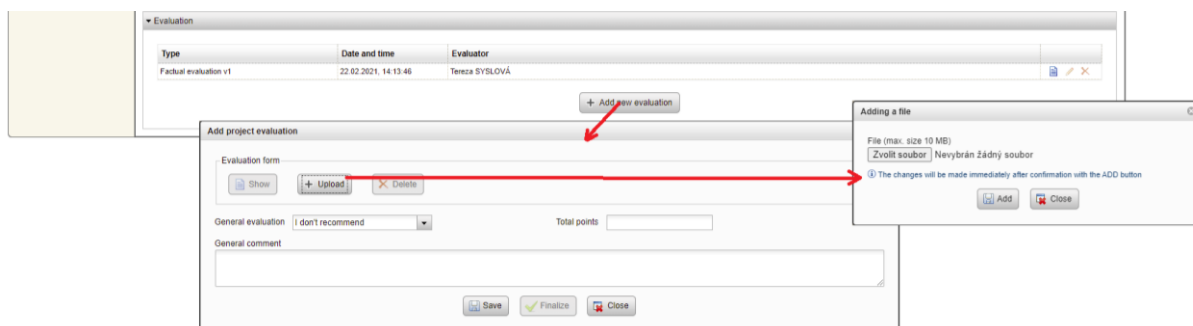 Evaluation
Type Date and time Evaluator
Factual evaluation v1 22.02.2021, 14:13:46 Tereza SYSLOVÁ
+ Add new evaluation
Add project evaluation
Evaluation form
Show + Upload Delete
General evaluation I don't recommend Total points
General comment
Save Finalize Close
Adding a file
File (max. size 10 MB)
Zvolit soubor Nevybrán žádný soubor
The changes will be made immediately after confirmation with the ADD button
Add Close